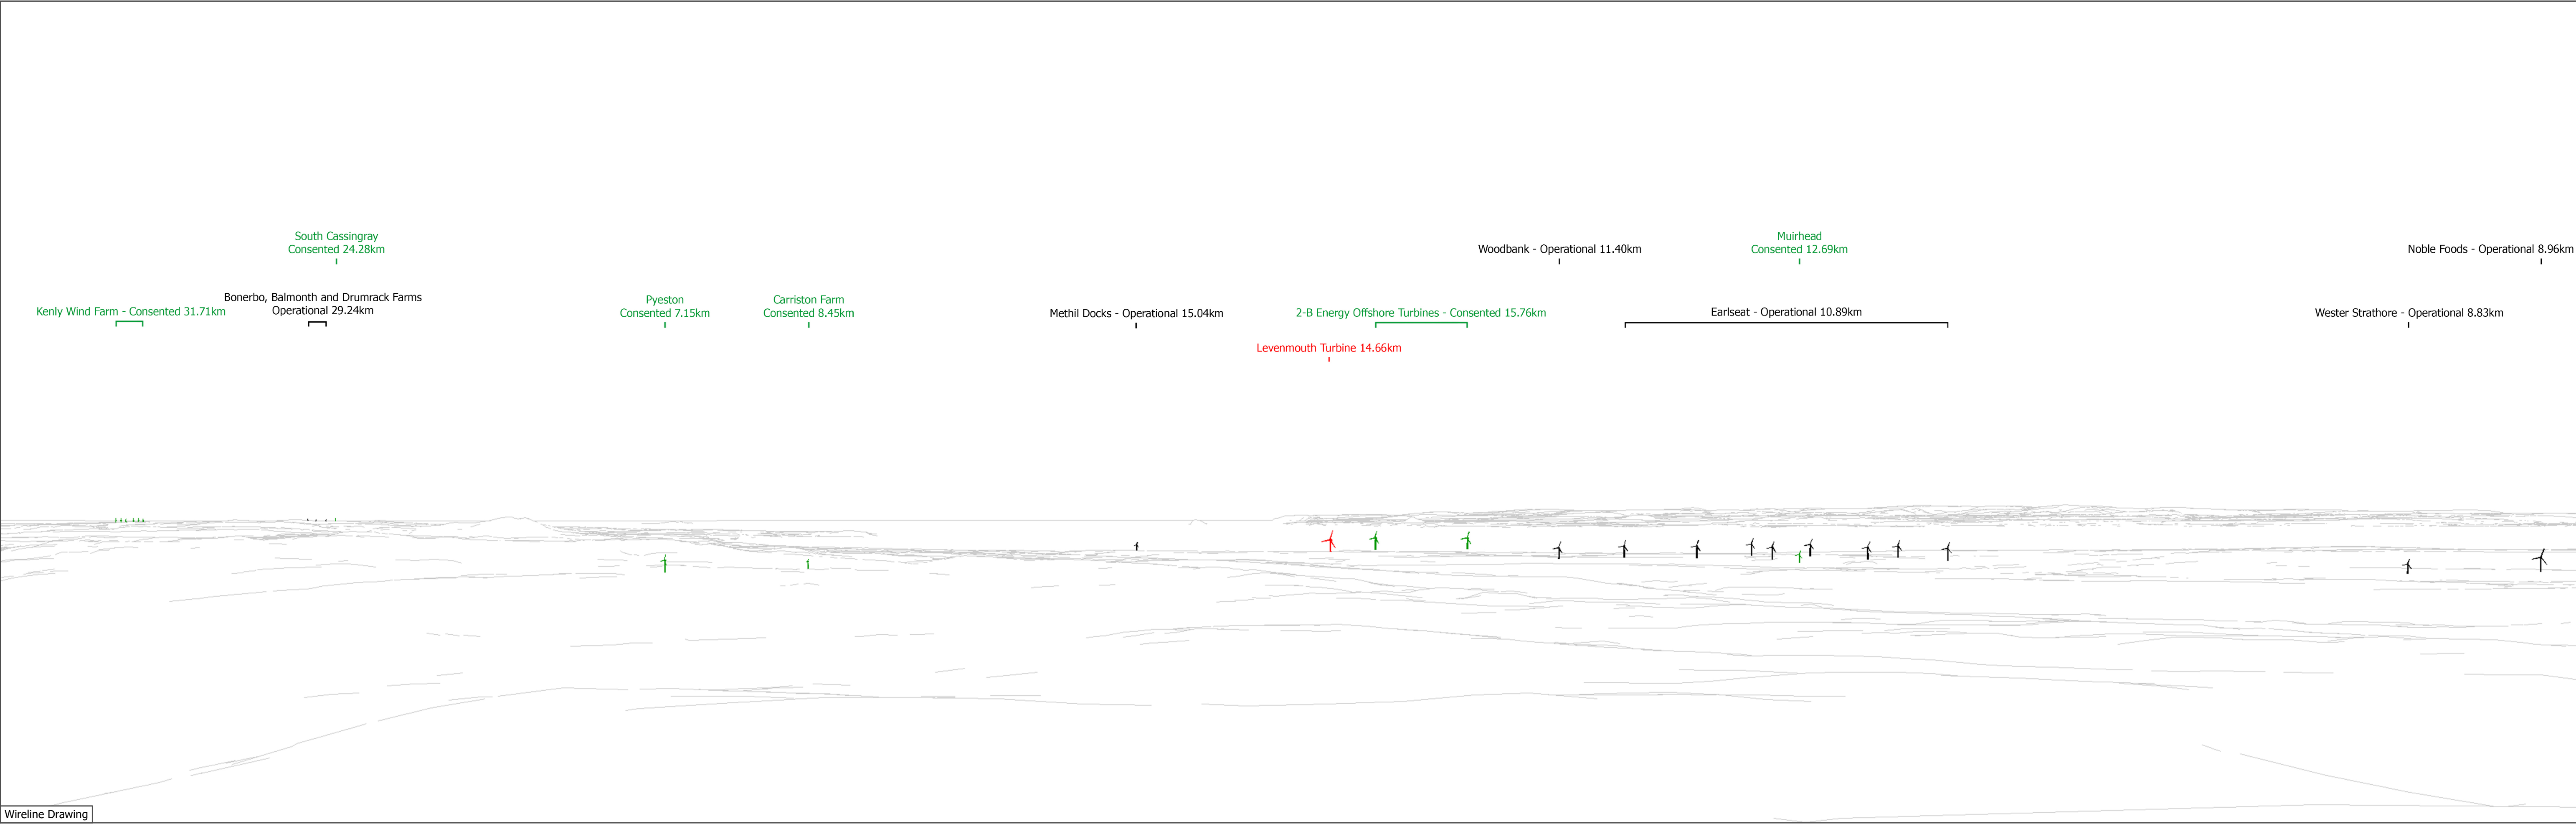 South Cassingray
Consented 24.28km
Woodbank - Operational 11.40km
Muirhead
Consented 12.69km
Noble Foods - Operational 8.96km
Kenly Wind Farm - Consented 31.71km
Bonerbo, Balmonth and Drumrack Farms
Operational 29.24km
Pyeston
Consented 7.15km
Carriston Farm
Consented 8.45km
Methil Docks - Operational 15.04km
2-B Energy Offshore Turbines - Consented 15.76km
Earlseat - Operational 10.89km
Wester Strathore - Operational 8.83km
Levenmouth Turbine 14.66km
Wireline Drawing